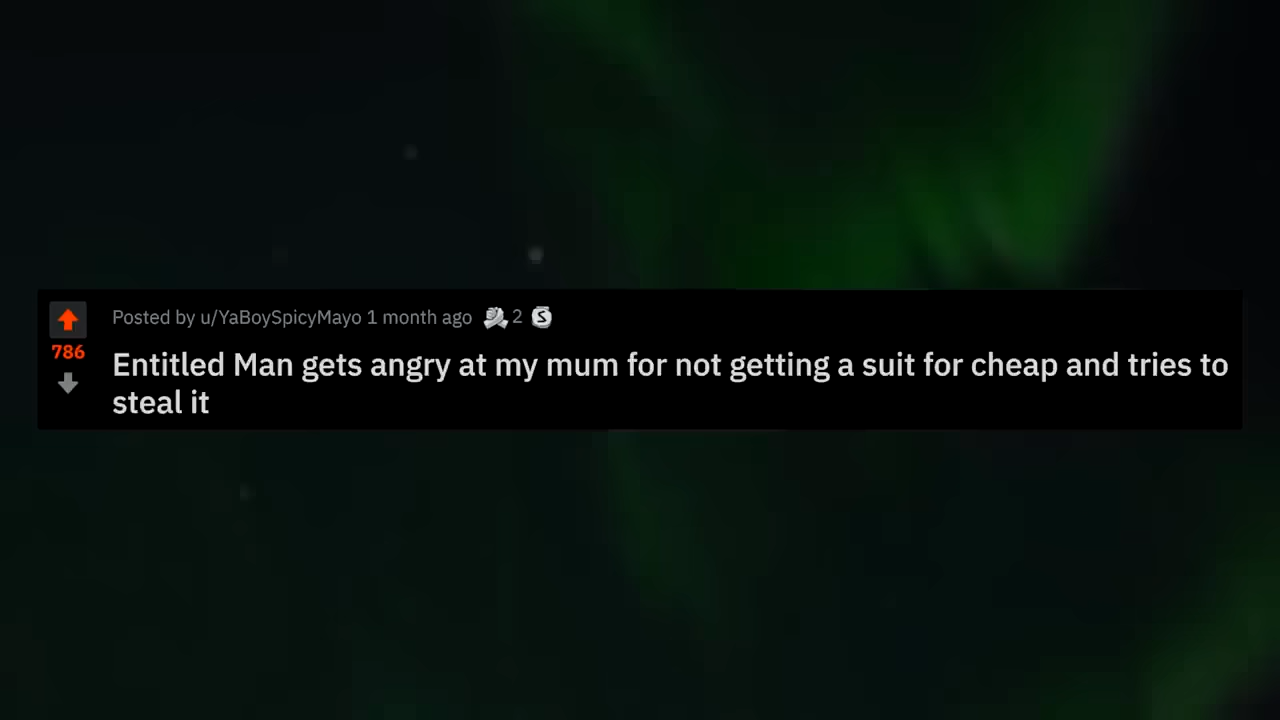 Posted by u/YaBoySpicyMayo 1 month ago 2 S
786
Entitled Man gets angry at my mum for not getting a suit for cheap and tries to
steal it